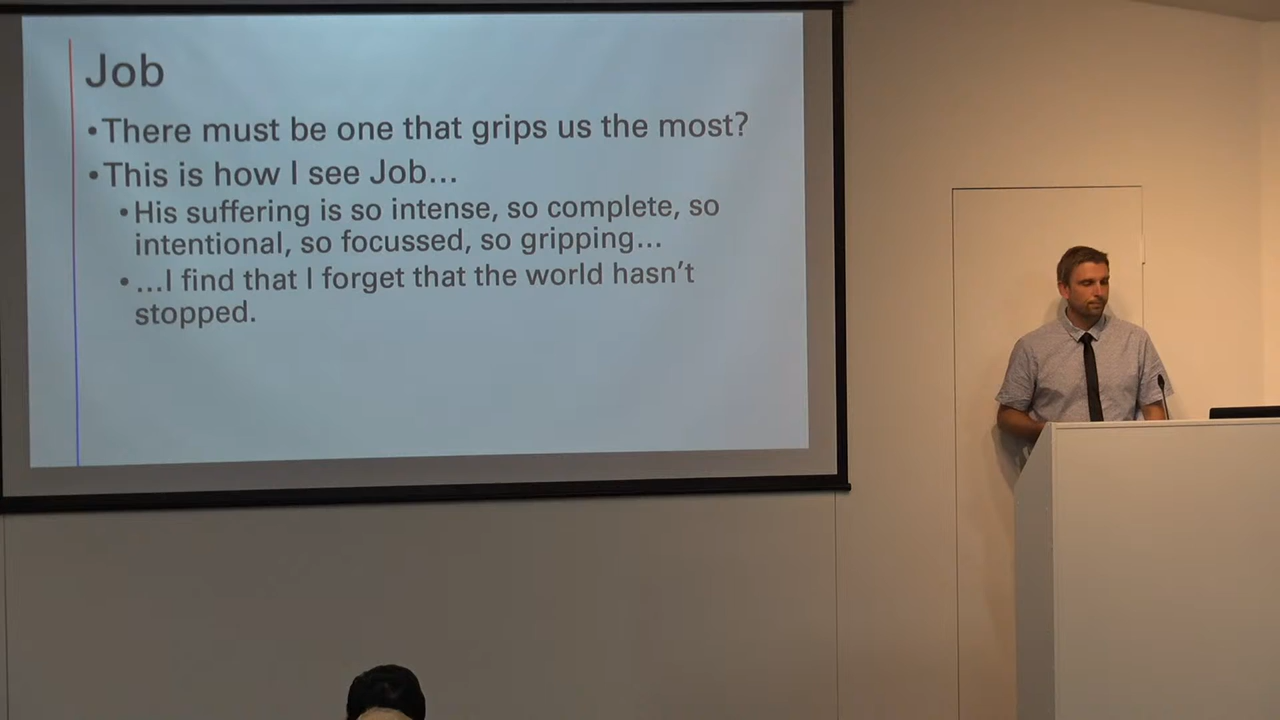 Job
•There must be one that grips us the most?
•This is how I see Job...
•His suffering is so intense, so complete, so
intentional, so focussed, so gripping...
•...I find that I forget that the world hasn't
stopped.